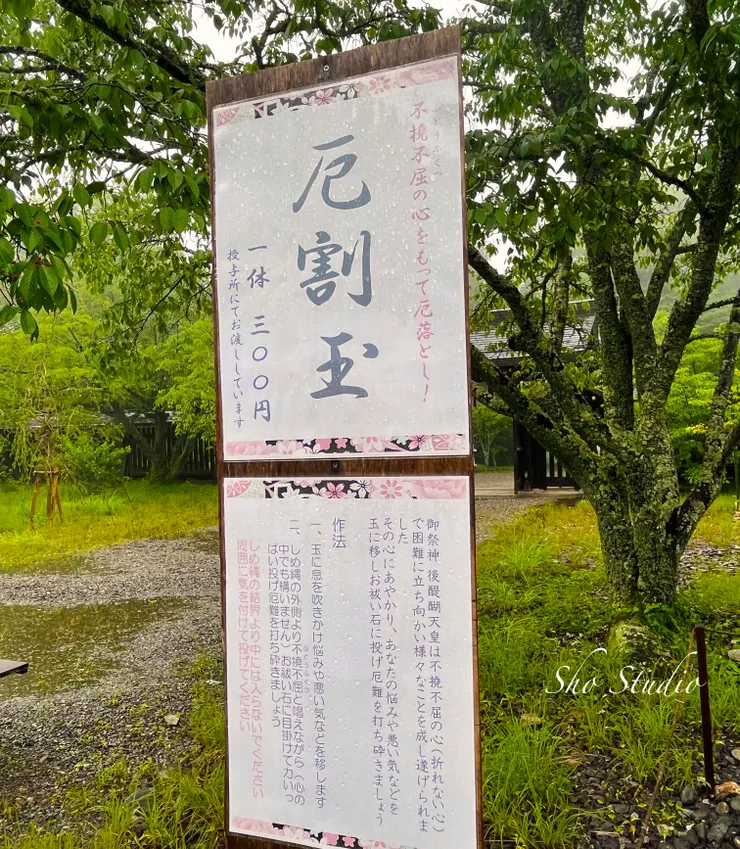 不撓不屈の心をもって厄落とし!
ふとうふくつ
厄割玉
一体 三〇〇円
授与所にてお渡ししています
御祭神 後醍醐天皇は不撓不屈の心(折れない心)
で困難に立ち向かい様々なことを成し遂げられま
した
その心にあやかり、あなたの悩みや悪い気などを
玉に移しお祓い石に投げ厄難を打ち砕きましょう
作法
一、玉に息を吹きかけ悩みや悪い気などを移します
二、しめ縄の外側より不撓不屈と唱えながら(心の
中でも構いません)お祓い石に目掛けて力いっ
ぱい投げ厄難を打ち砕きましょう
しめ縄の結界より中には入らないでください
周囲に気を付けて投げてください
Sho Studio